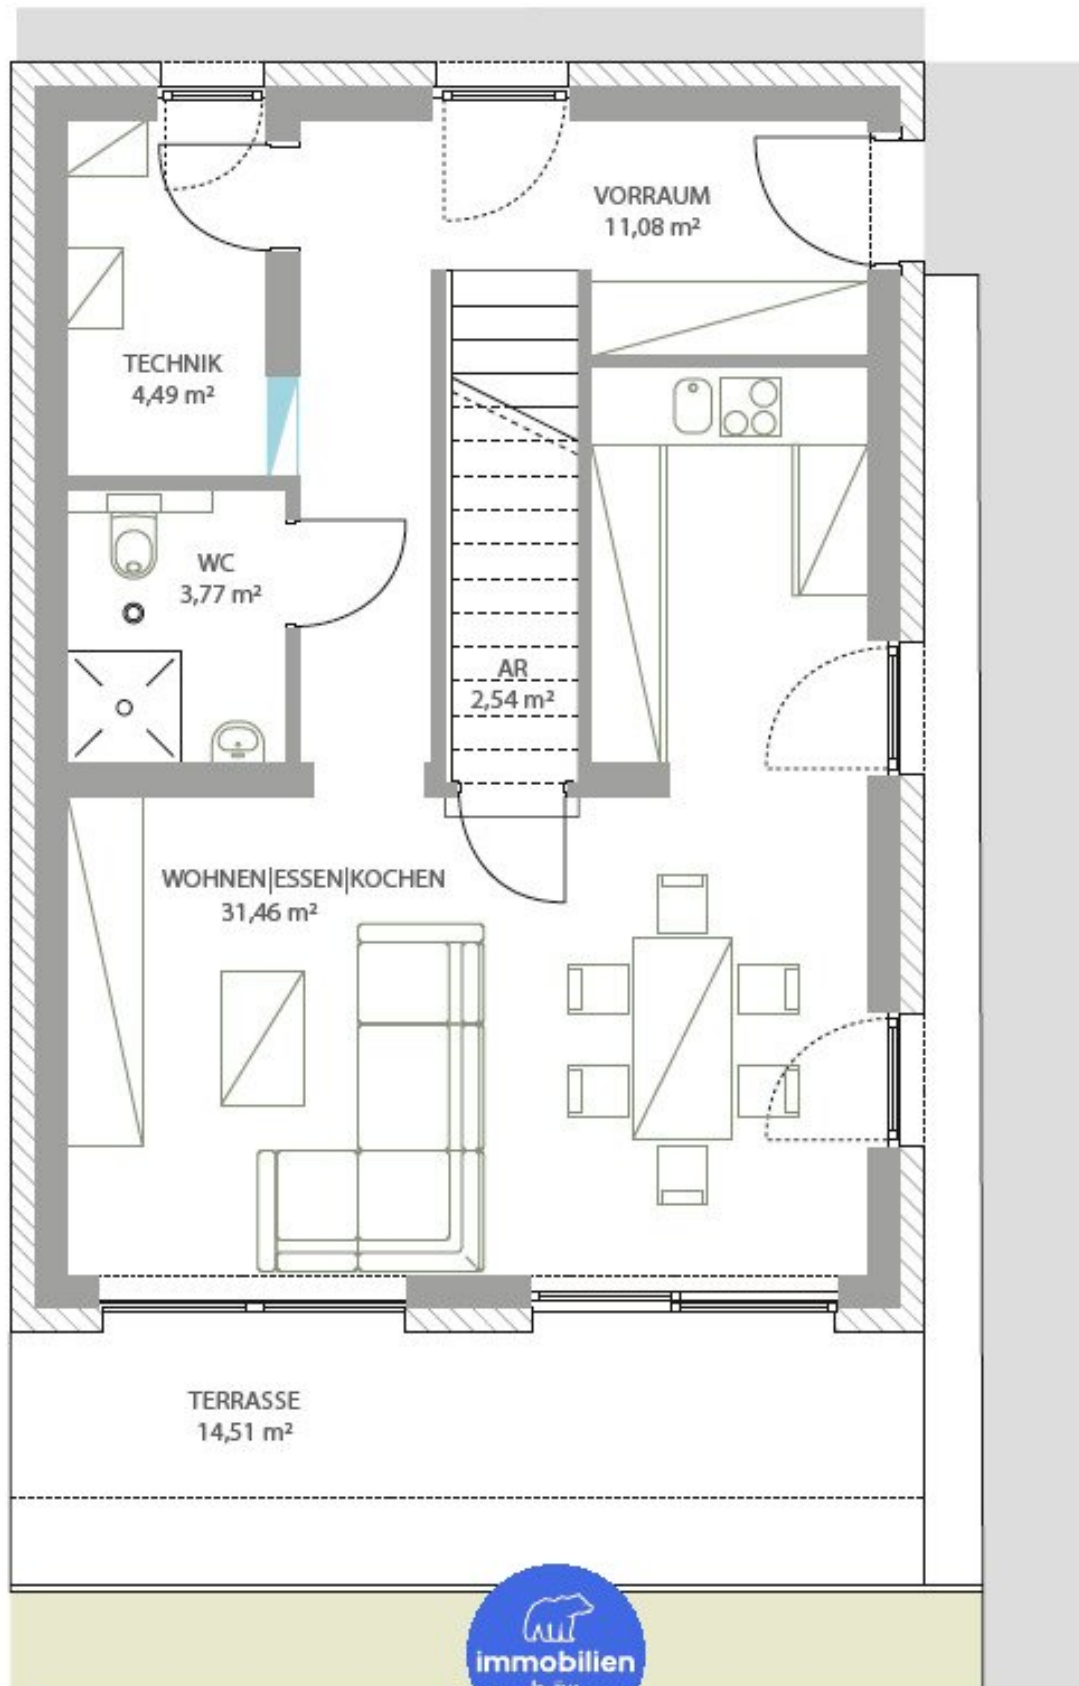 VORRAUM
11,08 m²
TECHNIK
4,49 m²
WC
3,77 m²
AR
2,54 m²
WOHNEN|ESSEN|KOCHEN
31,46 m²
TERRASSE
14,51 m²
immobilien